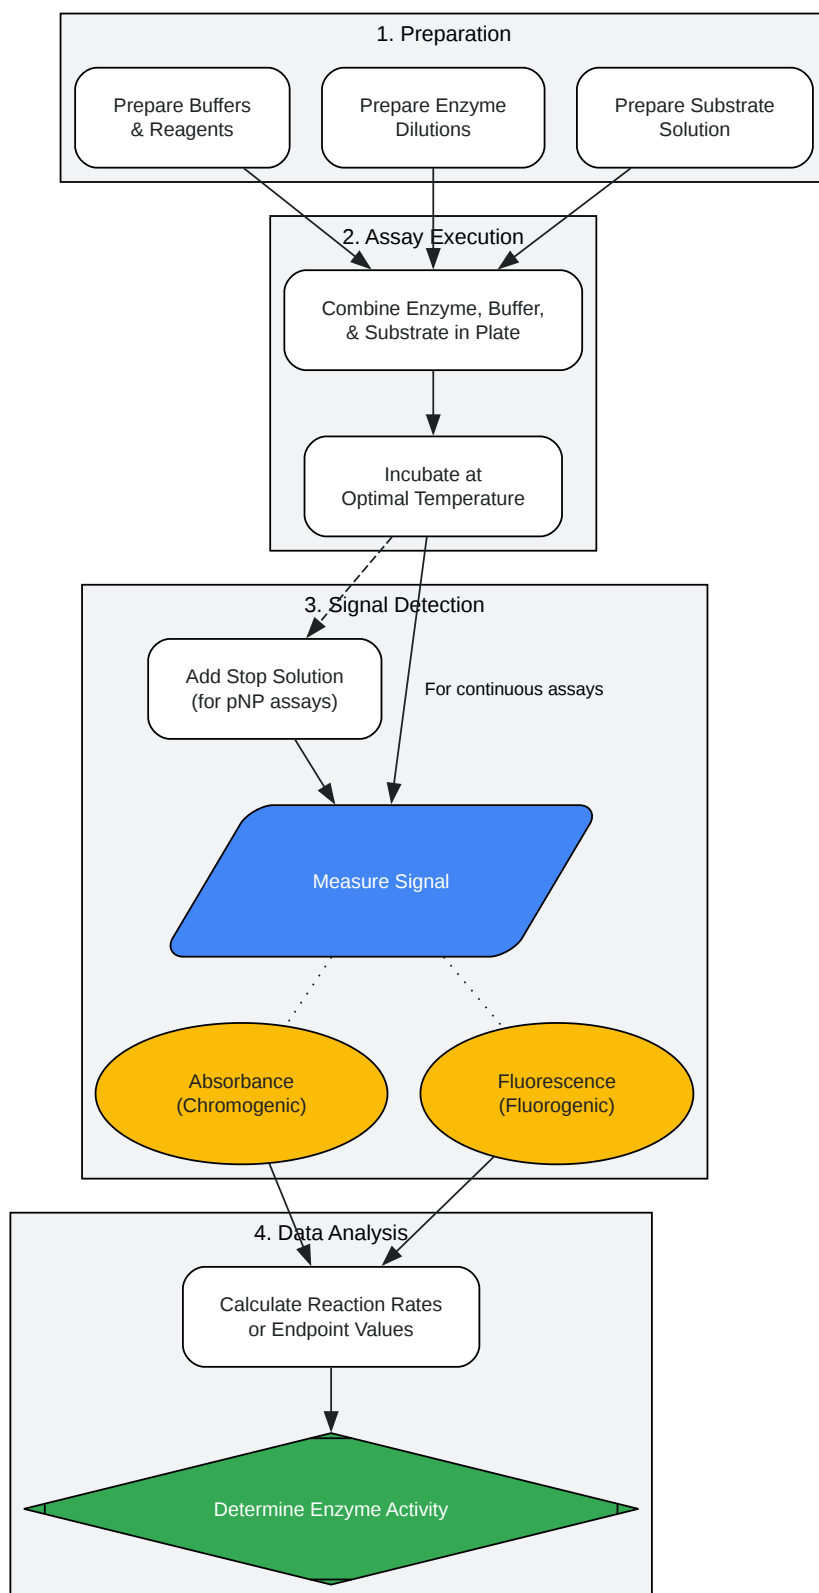 1. Preparation
Prepare Buffers
& Reagents
Prepare Enzyme
Dilutions
Prepare Substrate
Solution
2. Assay Execution
Combine Enzyme, Buffer,
& Substrate in Plate
Incubate at
Optimal Temperature
3. Signal Detection
Add Stop Solution
(for pNP assays)
For continuous assays
Measure Signal
Absorbance
(Chromogenic)
Fluorescence
(Fluorogenic)
4. Data Analysis
Calculate Reaction Rates
or Endpoint Values
Determine Enzyme Activity